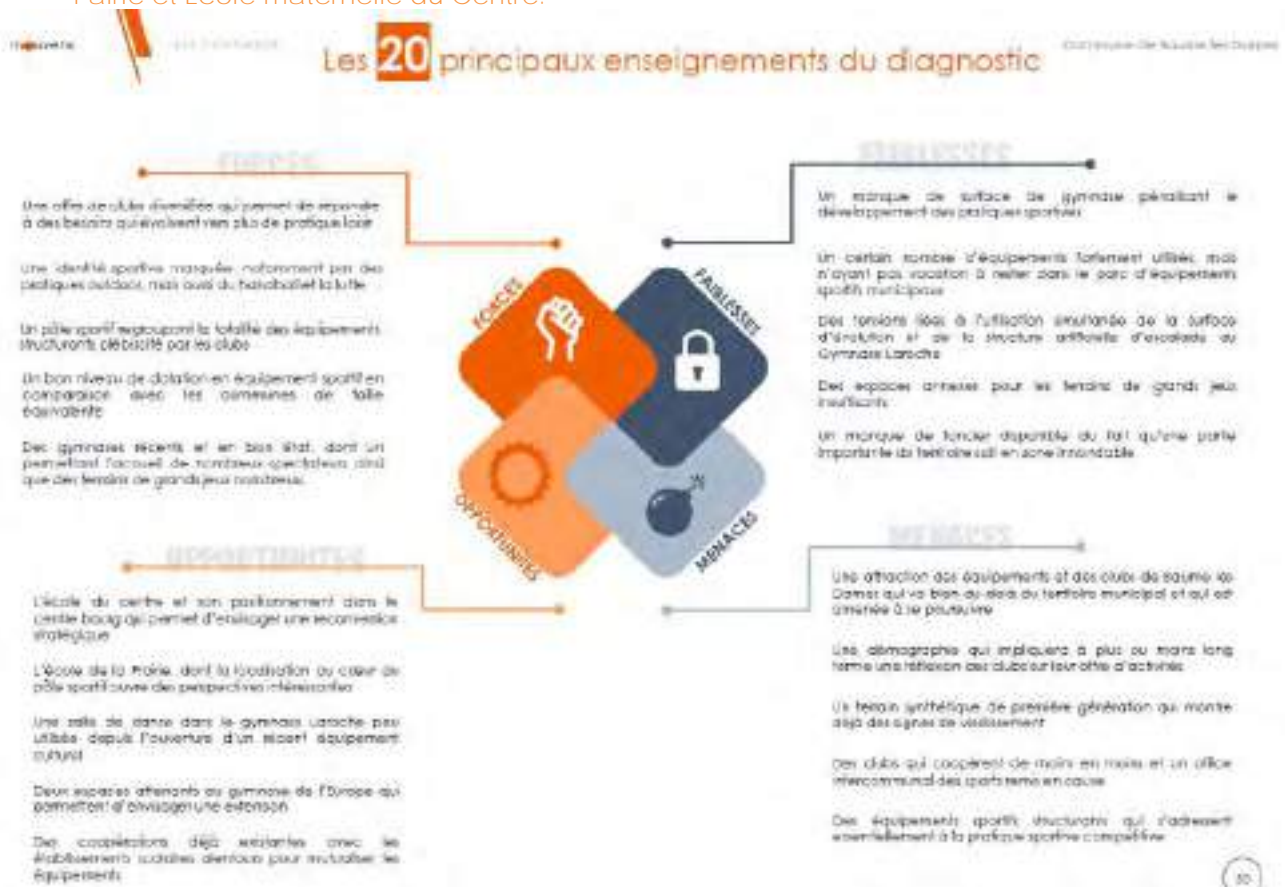 Les 20 principaux enseignements du diagnostic
Commune de Baume les Dames
FORCES
Une offre de clubs diversifiée qui permet de répondre
à des besoins qui évoluent vers plus de pratique loisir
Une identité sportive marquée notamment par des
pratiques outdoor, mais aussi du handball et la lutte
Un pôle sportif regroupant la totalité des équipements
structurants plébiscité par les clubs
Un bon niveau de dotation en équipement sportif en
comparaison avec les communes de taille
équivalente
Des gymnases récents et en bon état, dont un
permettant l'accueil de nombreux spectateurs ainsi
que des terrains de grands jeux nombreux.
FAIBLESSES
Un manque de surface de gymnase pénalisant le
développement des pratiques sportives
Un certain nombre d'équipements fortement utilisés, mais
n'ayant pas vocation à rester dans le parc d'équipements
sportifs municipaux
Des tensions liées à l'utilisation simultanée de la surface
d'évolution et de la structure artificielle d'escalade du
Gymnase Laroche
Des espaces annexes pour les terrains de grands jeux
insuffisants
Un manque de foncier disponible du fait qu'une partie
importante du territoire soit en zone innondable
FORCES
FAIBLESSES
OPPORTUNITES
MENACES
OPPORTUNITES
L'école du centre et son positionnement dans le
centre bourg qui permet d'envisager une reconversion
stratégique
L'école de la Prairie, dont la localisation au cœur du
pôle sportif ouvre des perspectives intéressantes
Une salle de danse dans le gymnase Laroche peu
utilisée depuis l'ouverture d'un récent équipement
culturel
Deux espaces attenants au gymnase de l'Europe qui
permettent d'envisager une extension
Des coopérations déjà existantes avec les
établissements scolaires alentours pour mutualiser les
équipements
MENACES
Une attraction des équipements et des clubs de Baume les
Dames qui va bien au-delà du territoire municipal et qui est
amenée à se poursuivre
Une démographie qui impliquera à plus ou moins long
terme une réflexion des clubs sur leur offre d'activités
Un terrain synthétique de première génération qui montre
déjà des signes de vieillissement
Des clubs qui coopèrent de moins en moins et un office
intercommunal des sports remis en cause
Des équipements sportifs structurants qui s'adressent
essentiellement à la pratique sportive compétitive